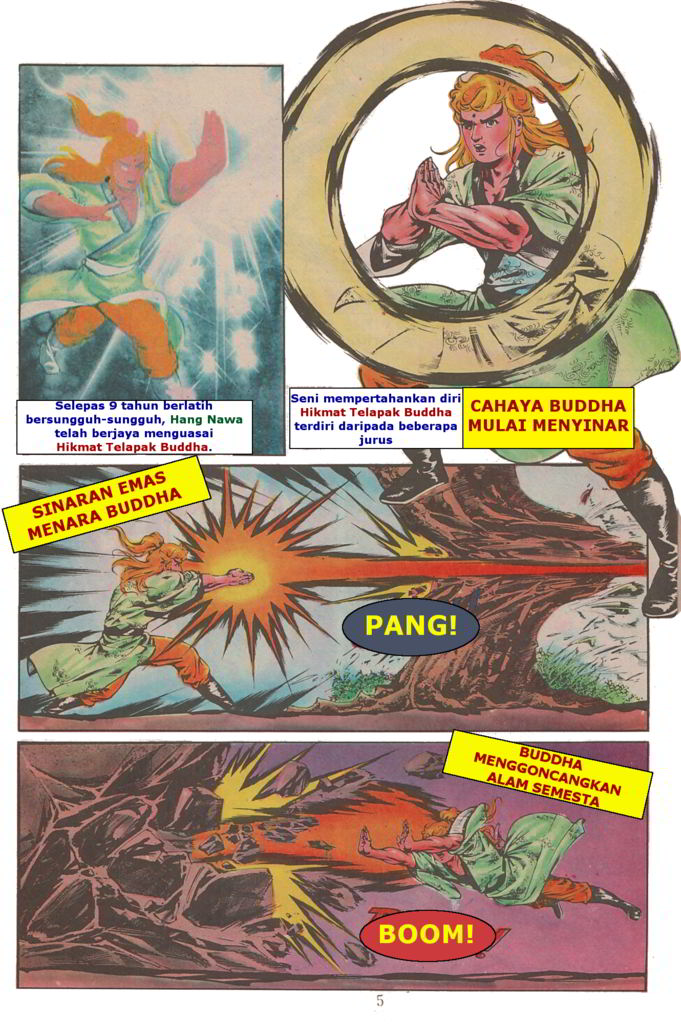 Selepas 9 tahun berlatih
bersungguh-sungguh, Hang Nawa
telah berjaya menguasai
Hikmat Telapak Buddha.
Seni mempertahankan diri
Hikmat Telapak Buddha
terdiri daripada beberapa
jurus
CAHAYA BUDDHA
MULAI MENYINAR
SINARAN EMAS
MENARA BUDDHA
PANG!
BUDDHA
MENGGONCANGKAN
ALAM SEMESTA
BOOM!
5